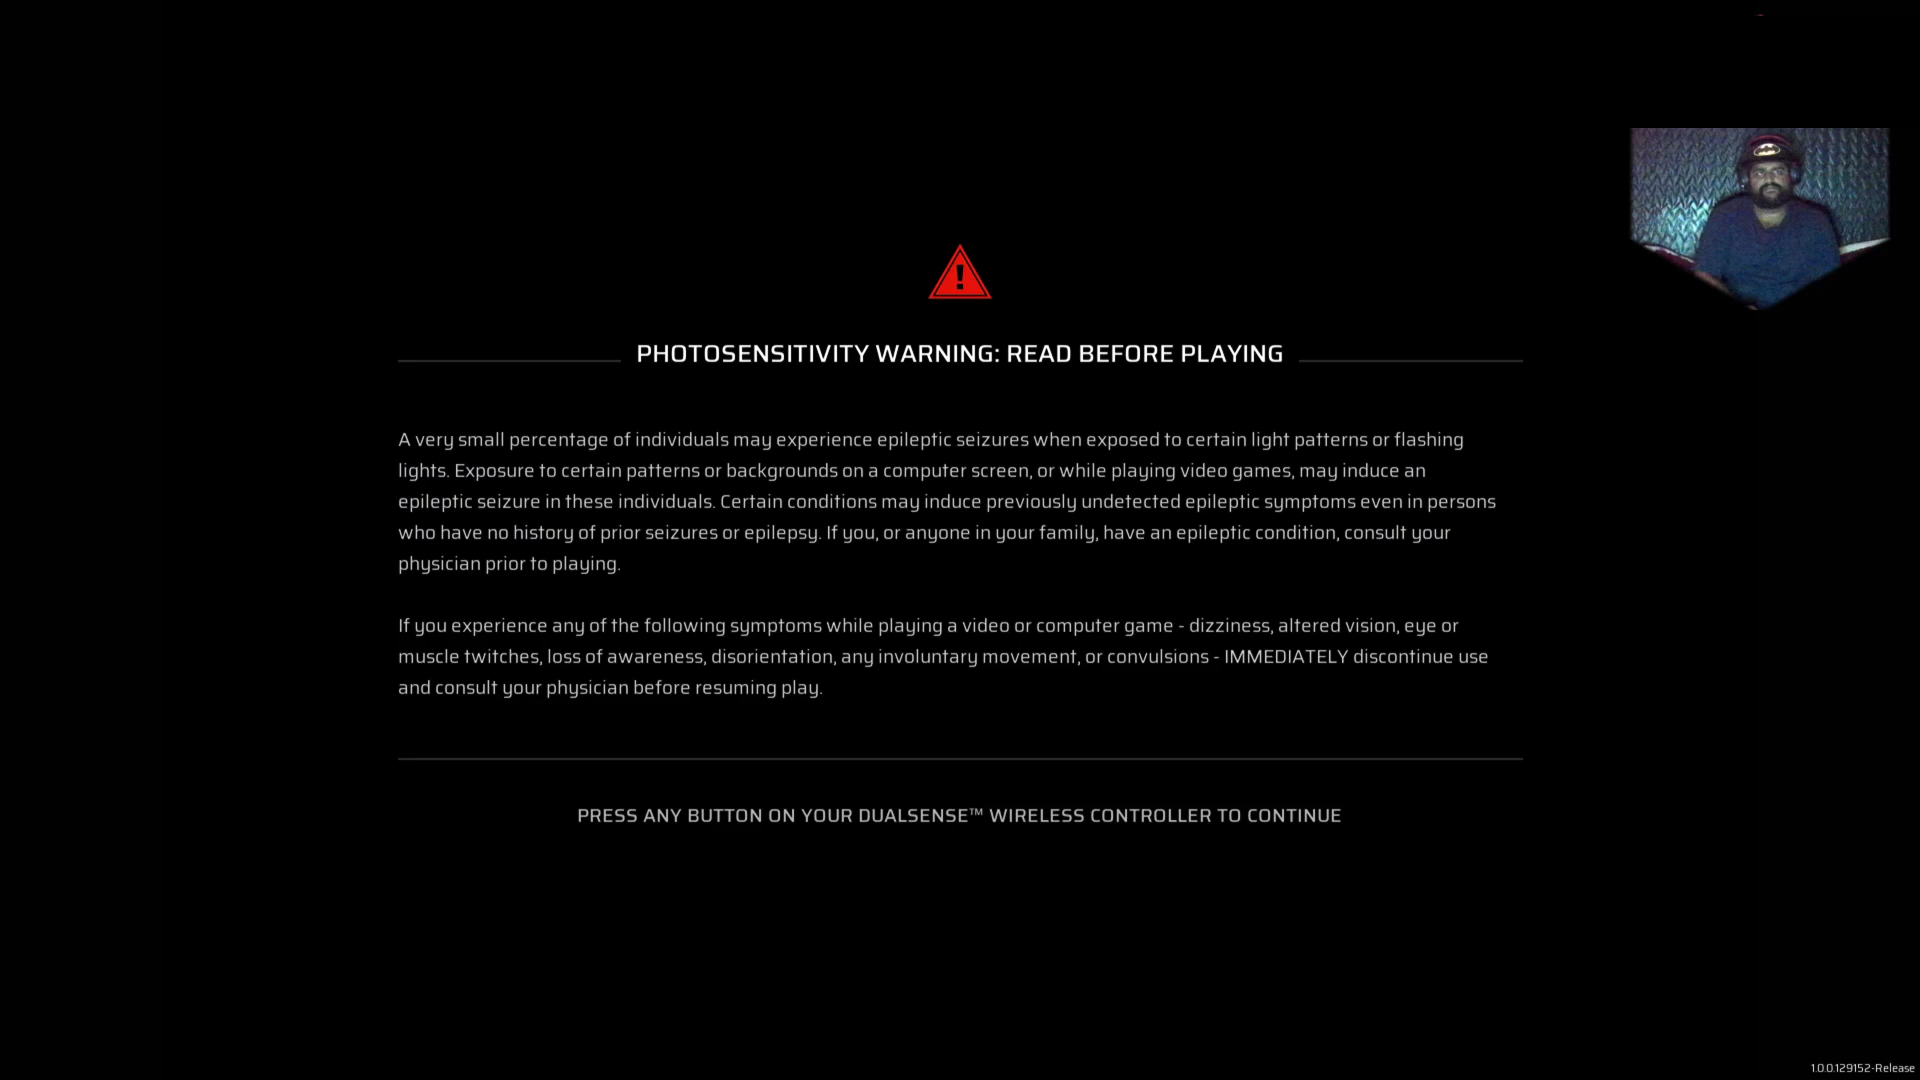 PHOTOSENSITIVITY WARNING: READ BEFORE PLAYING
A very small percentage of individuals may experience epileptic seizures when exposed to certain light patterns or flashing
lights. Exposure to certain patterns or backgrounds on a computer screen, or while playing video games, may induce an
epileptic seizure in these individuals. Certain conditions may induce previously undetected epileptic symptoms even in persons
who have no history of prior seizures or epilepsy. If you, or anyone in your family, have an epileptic condition, consult your
physician prior to playing.
If you experience any of the following symptoms while playing a video or computer game - dizziness, altered vision, eye or
muscle twitches, loss of awareness, disorientation, any involuntary movement, or convulsions - IMMEDIATELY discontinue use
and consult your physician before resuming play.
PRESS ANY BUTTON ON YOUR DUALSENSE™ WIRELESS CONTROLLER TO CONTINUE
1.0.0.129152-Release